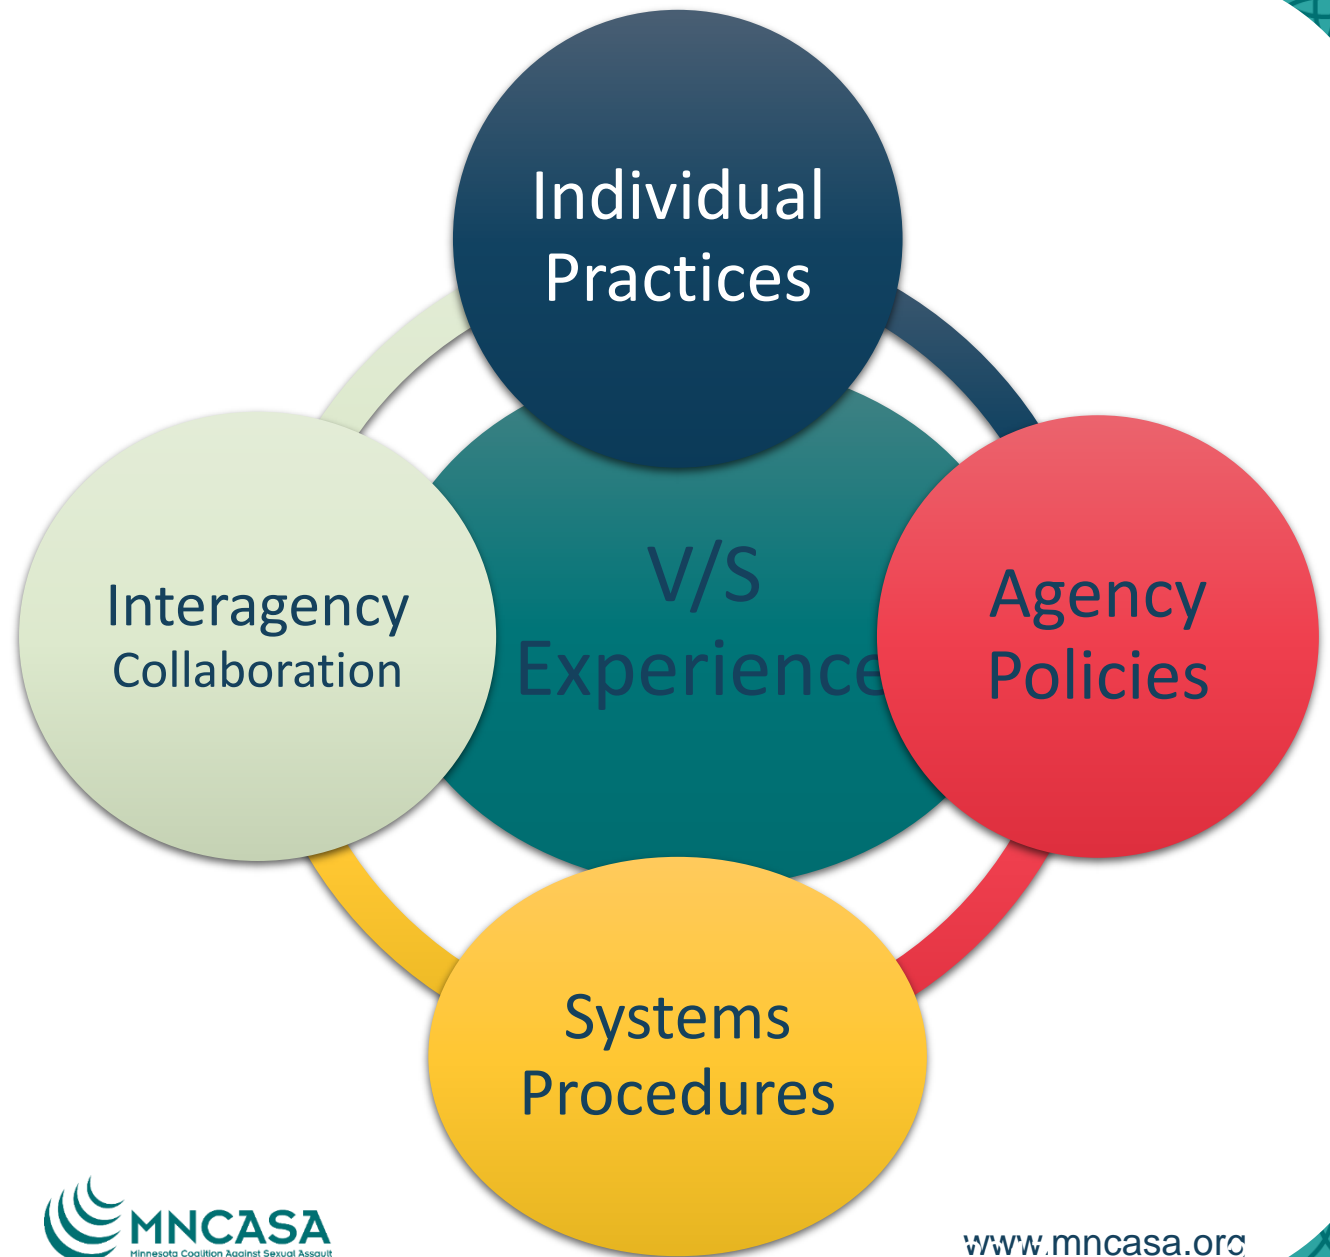 Individual
Practices
V/S
Experience
Interagency
Collaboration
Agency
Policies
Systems
Procedures
MNCASA
Minnesota Coalition Against Sexual Assault
www.mncasa.org